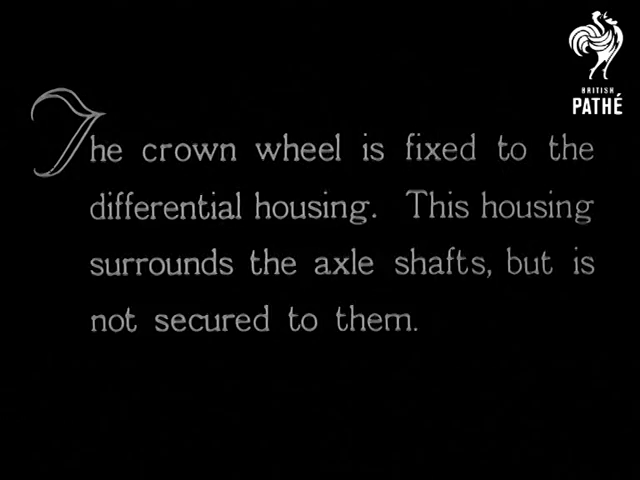 BRITISH
PATHÉ
The crown wheel is fixed to the
differential housing. This housing
surrounds the axle shafts, but is
not secured to them.